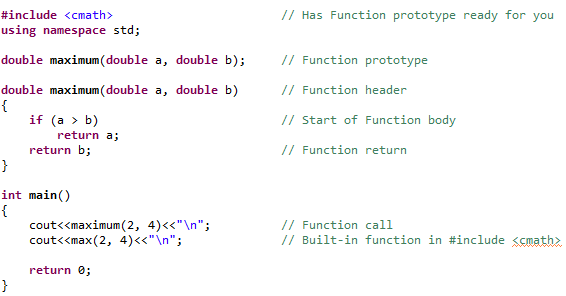 #include <cmath>                        // Has Function prototype ready for you
using namespace std;
double maximum(double a, double b);     // Function prototype
double maximum(double a, double b)      // Function header
{
    if (a > b)                          // Start of Function body
        return a;
    return b;                           // Function return
}
int main()
{
    cout<<maximum(2, 4)<<"\n";          // Function call
    cout<<max(2, 4)<<"\n";              // Built-in function in #include <cmath>
    return 0;
}